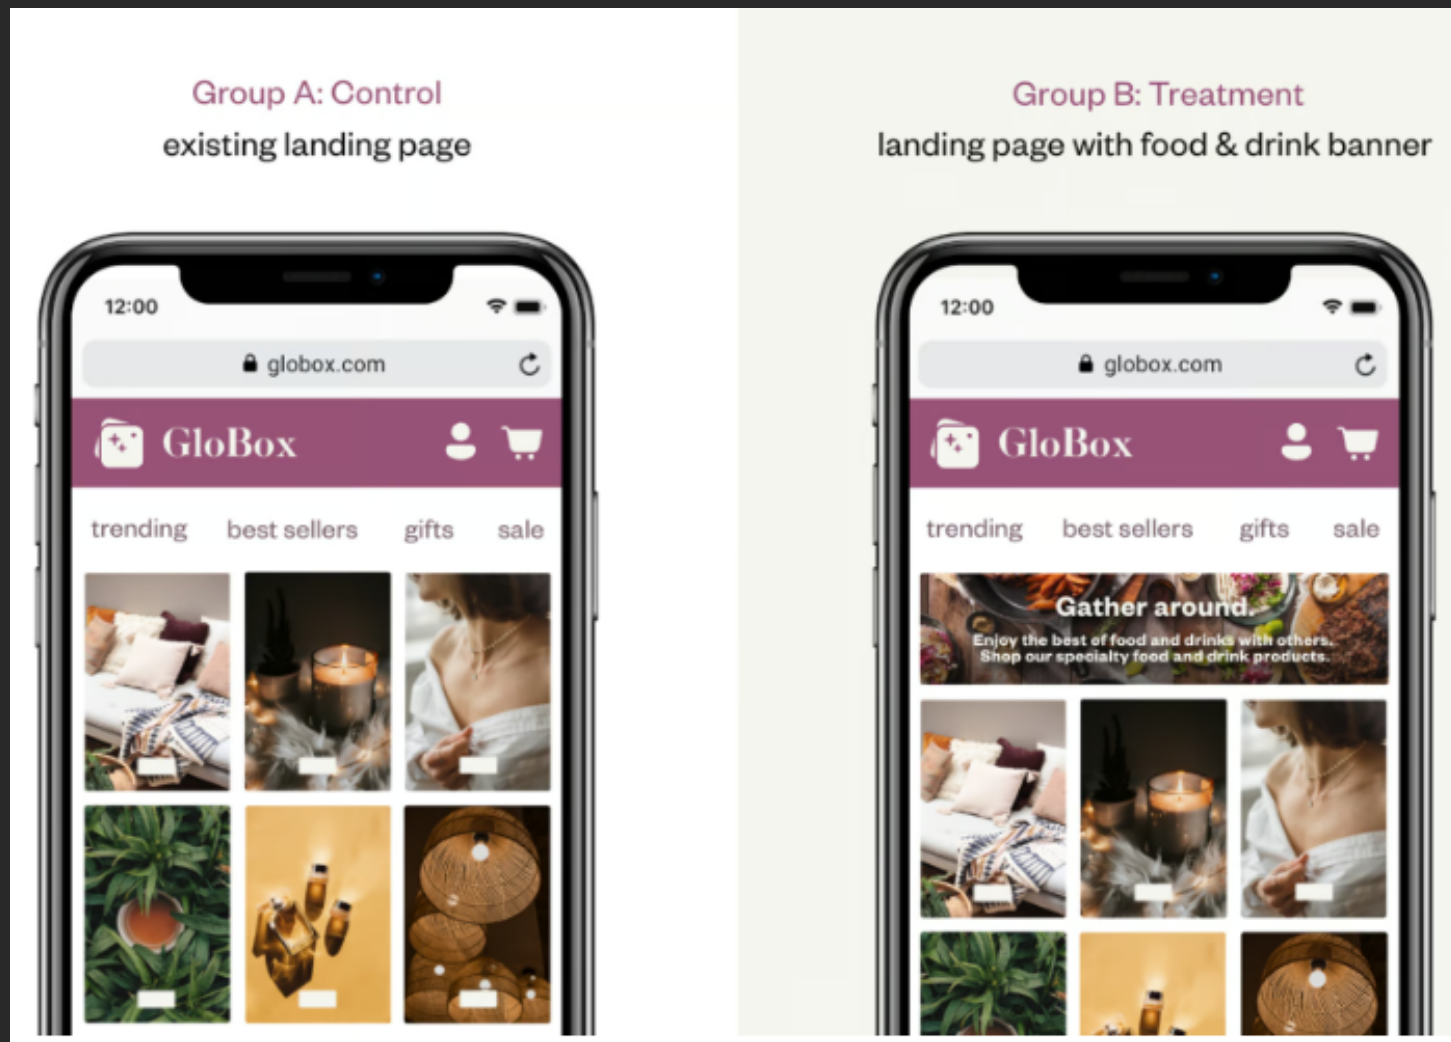 Group A: Control
existing landing page
12:00
globox.com
GloBox
trending best sellers gifts sale
Group B: Treatment
landing page with food & drink banner
12:00
globox.com
GloBox
trending best sellers gifts sale
Gather around.
Enjoy the best of food and drinks with others.
Shop our specialty food and drink products.